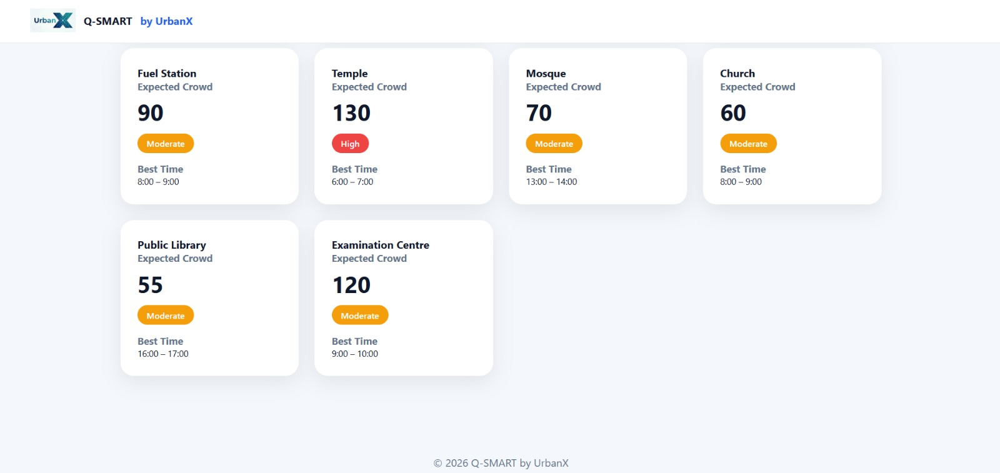 UrbanX Q-SMART by UrbanX
Fuel Station
Expected Crowd
90
Moderate
Best Time
8:00 – 9:00
Temple
Expected Crowd
130
High
Best Time
6:00 – 7:00
Mosque
Expected Crowd
70
Moderate
Best Time
13:00 – 14:00
Church
Expected Crowd
60
Moderate
Best Time
8:00 – 9:00
Public Library
Expected Crowd
55
Moderate
Best Time
16:00 – 17:00
Examination Centre
Expected Crowd
120
Moderate
Best Time
9:00 – 10:00
© 2026 Q-SMART by UrbanX